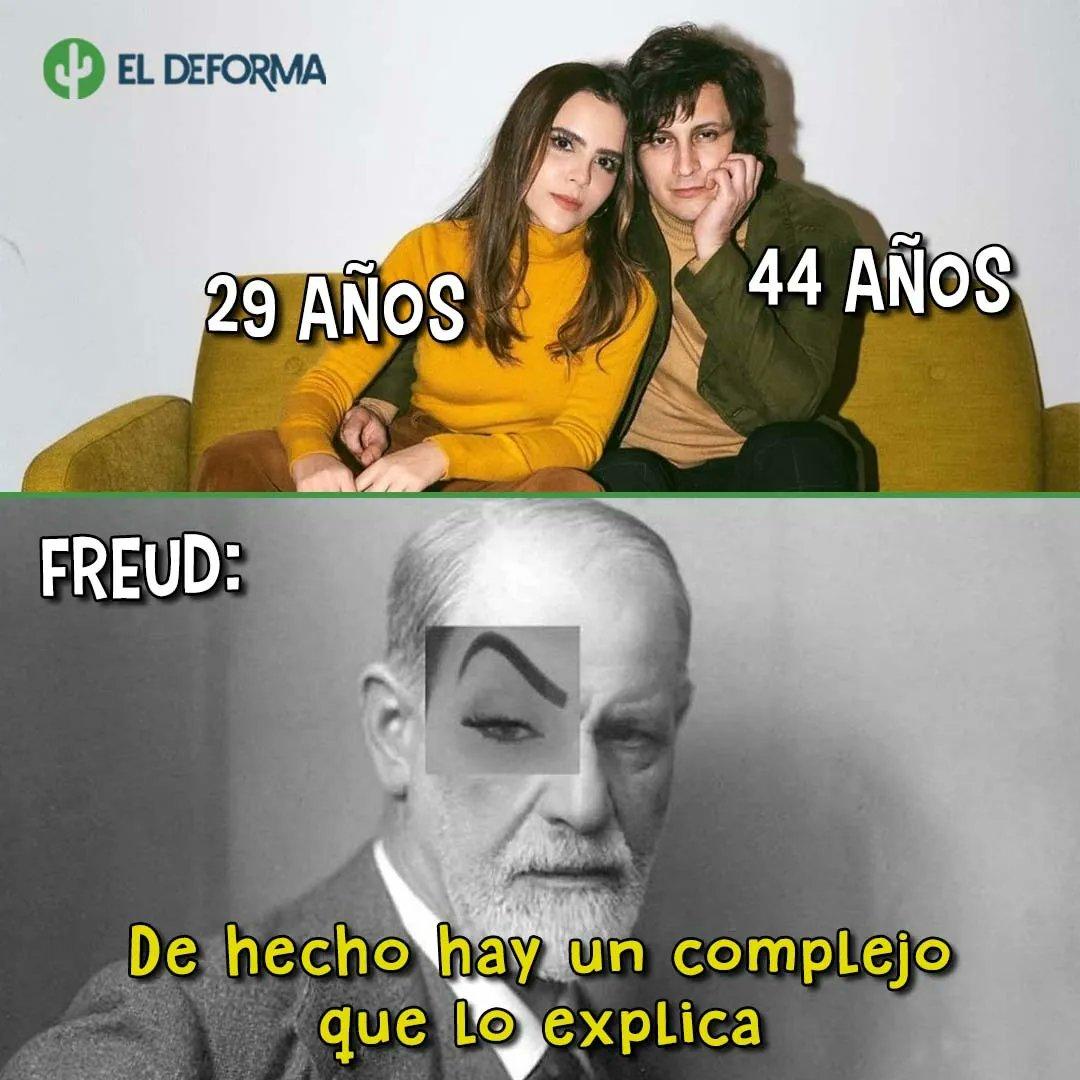 EL DEFORMA
29 AÑOS
44 AÑOS
FREUD:
De hecho hay un complejo
que lo explica